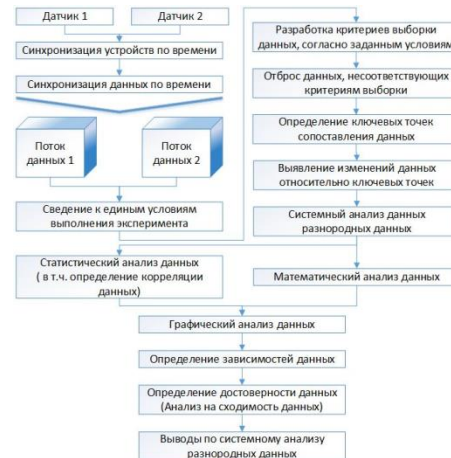 Датчик 1
Датчик 2
Синхронизация устройств по времени
Синхронизация данных по времени
Поток
данных 1
Поток
данных 2
Сведение к единым условиям
выполнения эксперимента
Разработка критериев выборки
данных, согласно заданным условиям
Отброс данных, несоответствующих
критериям выборки
Определение ключевых точек
сопоставления данных
Выявление изменений данных
относительно ключевых точек
Системный анализ данных
разнородных данных
Статистический анализ данных
( в т.ч. определение корреляции
данных)
Математический анализ данных
Графический анализ данных
Определение зависимостей данных
Определение достоверности данных
(Анализ на сходимость данных)
Выводы по системному анализу
разнородных данных